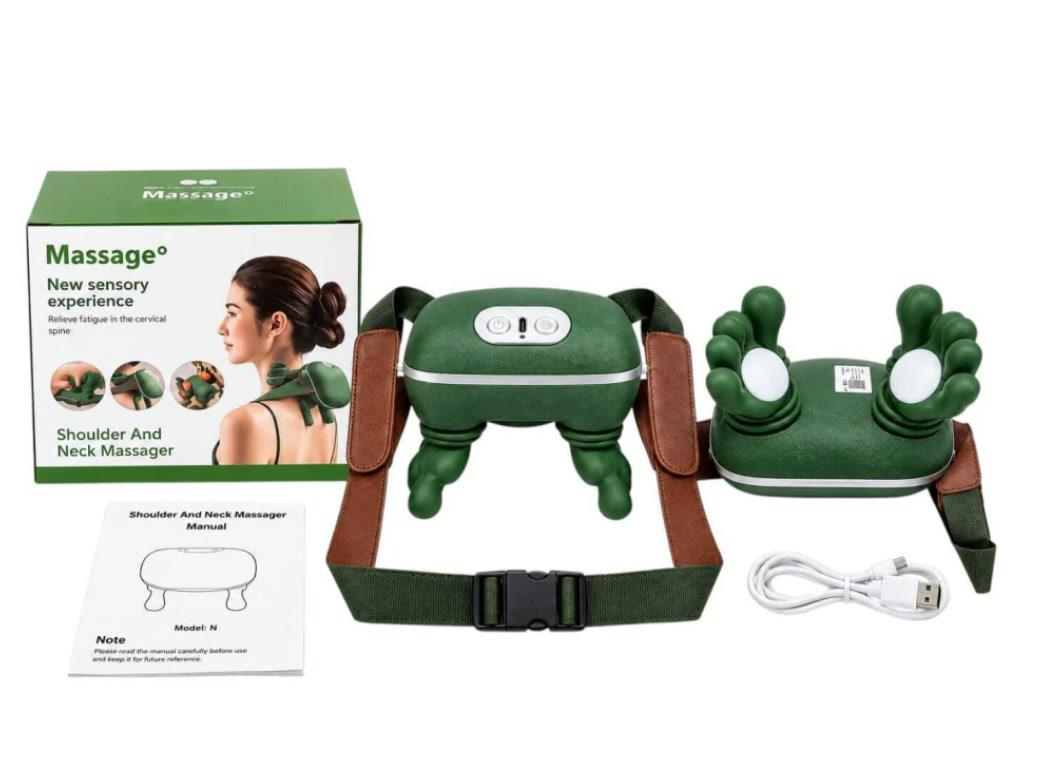 Massage°
Massage°
New sensory
experience
Relieve fatigue in the cervical
spine
Shoulder And
Neck Massager
Shoulder And Neck Massager
Manual
Model: N
Note
Please read the manual carefully before use
and keep it for future reference.